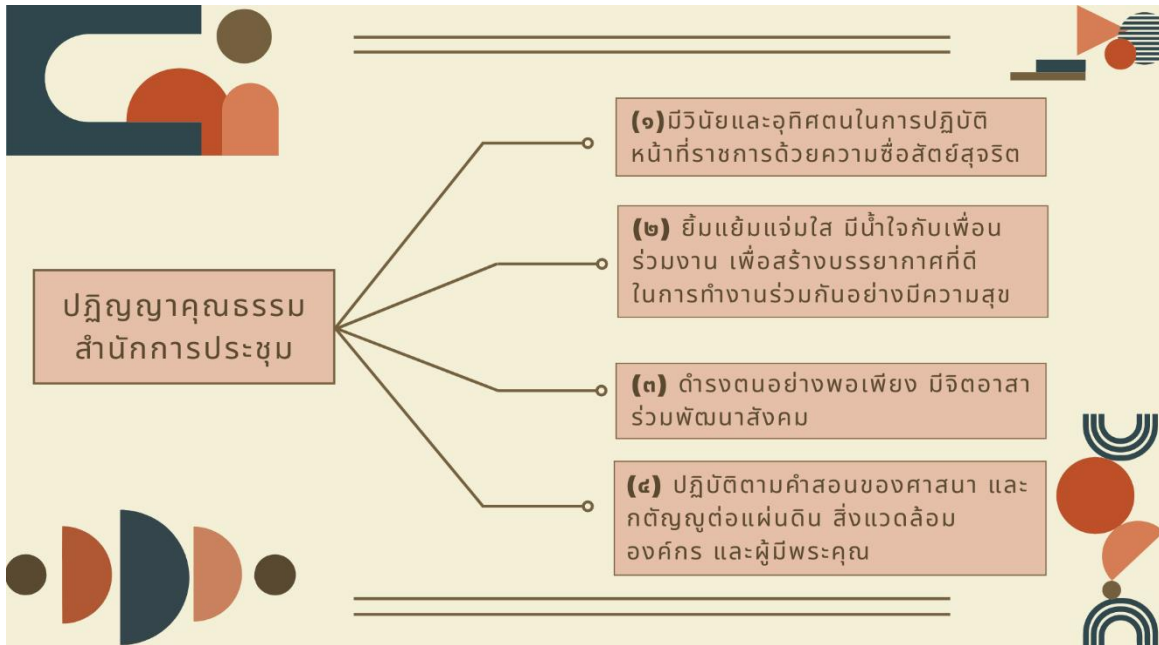 ปฏิญญาคุณธรรม
สำนักการประชุม
(๑)มีวินัยและอุทิศตนในการปฏิบัติ
หน้าที่ราชการด้วยความซื่อสัตย์สุจริต
(๒) ยิ้มแย้มแจ่มใส มีน้ำใจกับเพื่อน
ร่วมงาน เพื่อสร้างบรรยากาศที่ดี
ในการทำงานร่วมกันอย่างมีความสุข
(๓) ดำรงตนอย่างพอเพียง มีจิตอาสา
ร่วมพัฒนาสังคม
(๔) ปฏิบัติตามคำสอนของศาสนา และ
กตัญญูต่อแผ่นดิน สิ่งแวดล้อม
องค์กร และผู้มีพระคุณ